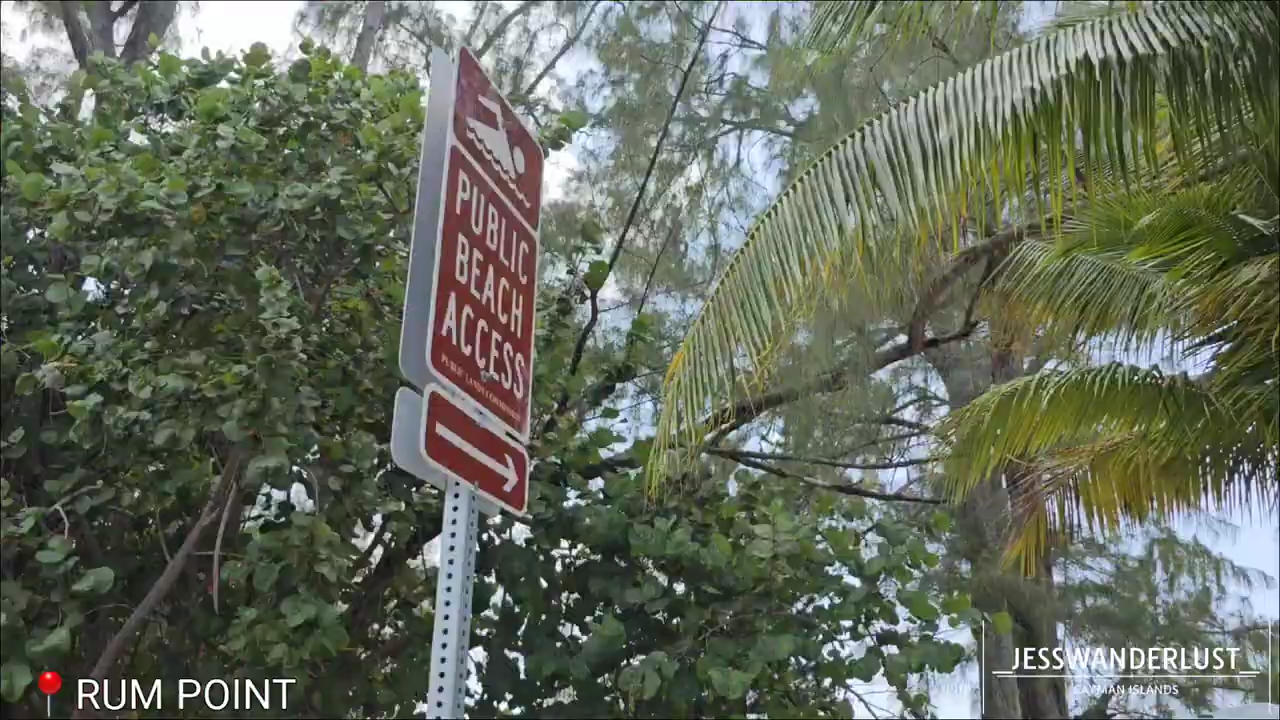 PUBLIC
BEACH
ACCESS
PUBLIC LANDS COMMISSION
RUM POINT
JESSWANDERLUST
CAYMAN ISLANDS